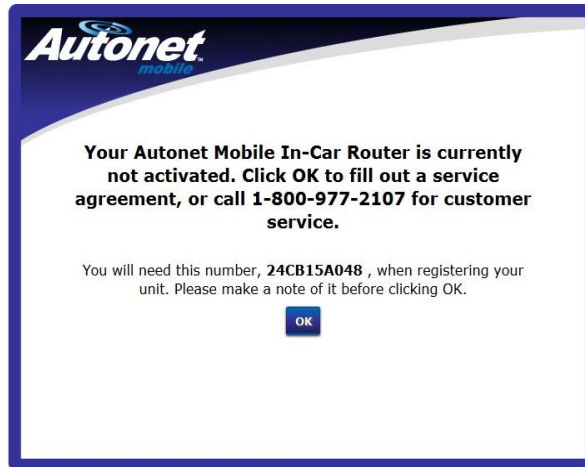 Autonet
mobile
Your Autonet Mobile In-Car Router is currently
not activated. Click OK to fill out a service
agreement, or call 1-800-977-2107 for customer
service.
You will need this number, 24CB15A048 , when registering your
unit. Please make a note of it before clicking OK.
OK